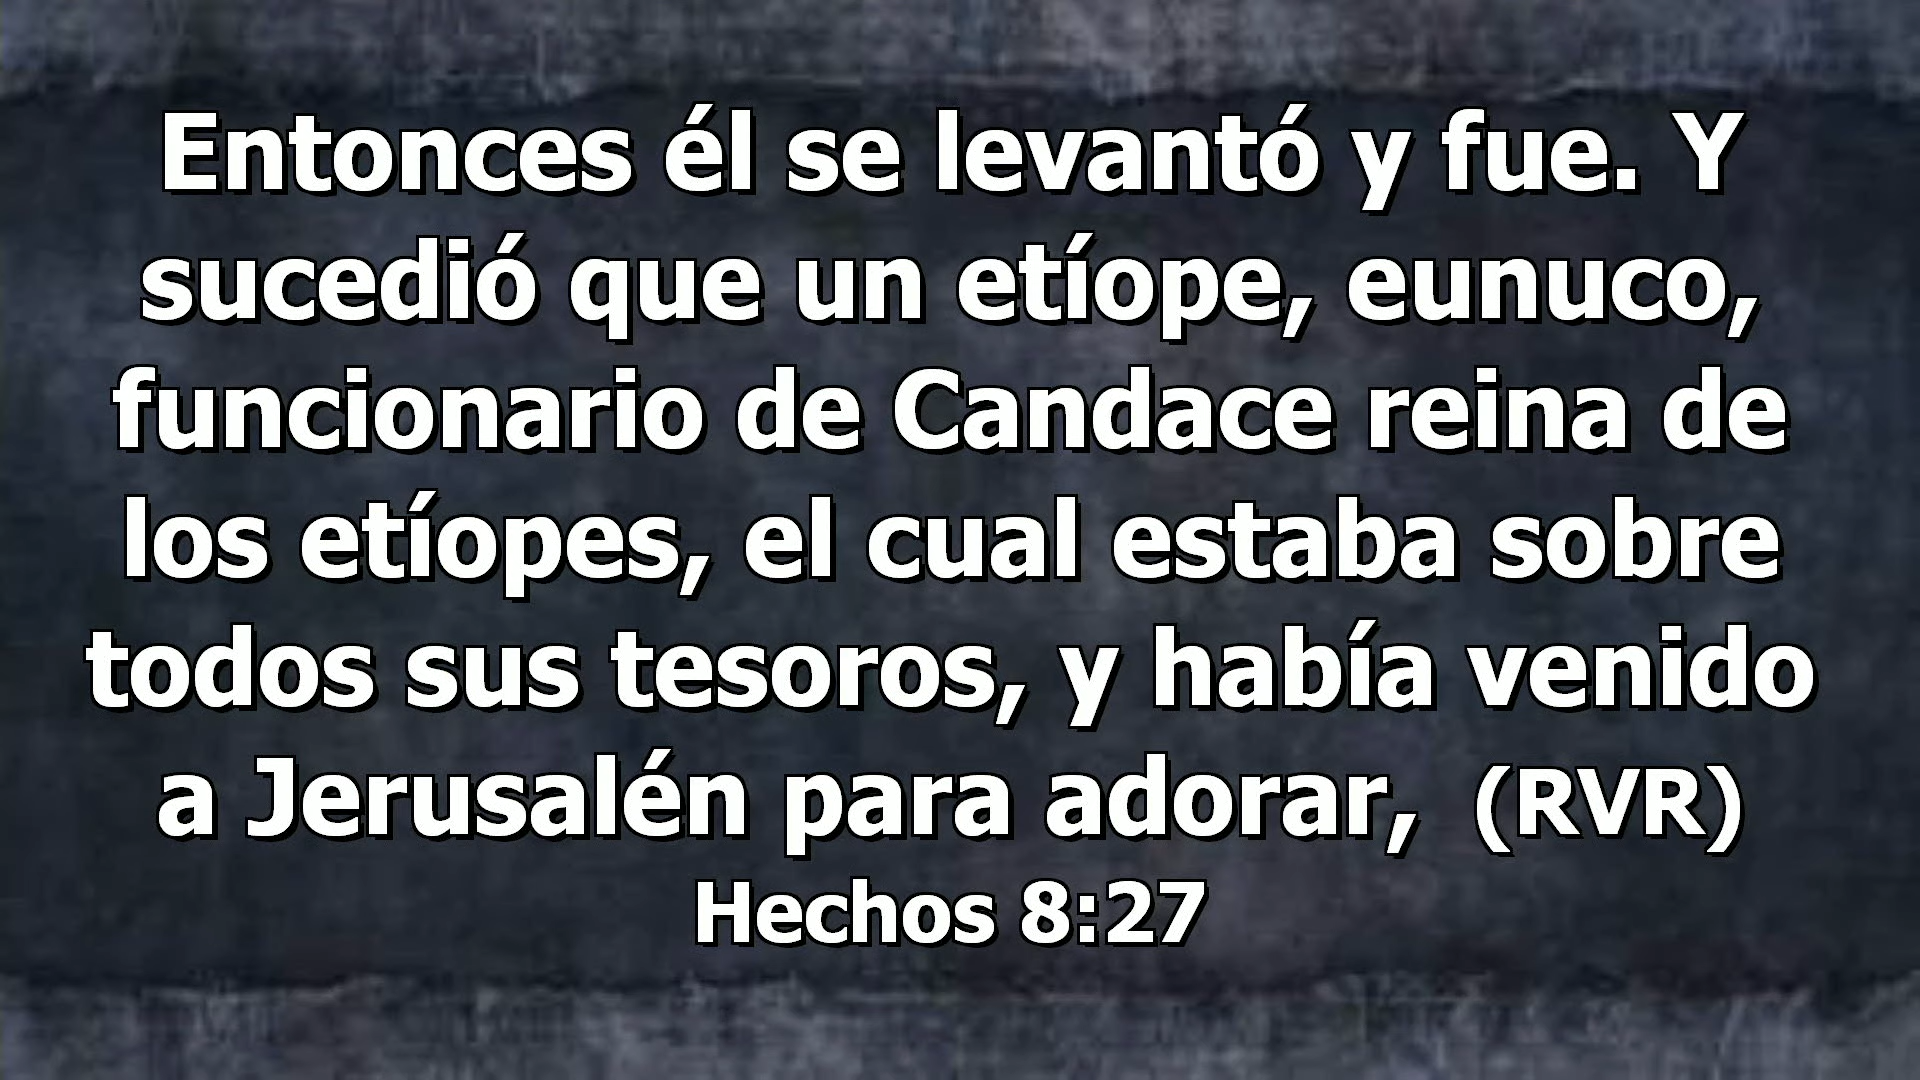 Entonces él se levantó y fue. Y
sucedió que un etíope, eunuco,
funcionario de Candace reina de
los etíopes, el cual estaba sobre
todos sus tesoros, y había venido
a Jerusalén para adorar, (RVR)
Hechos 8:27